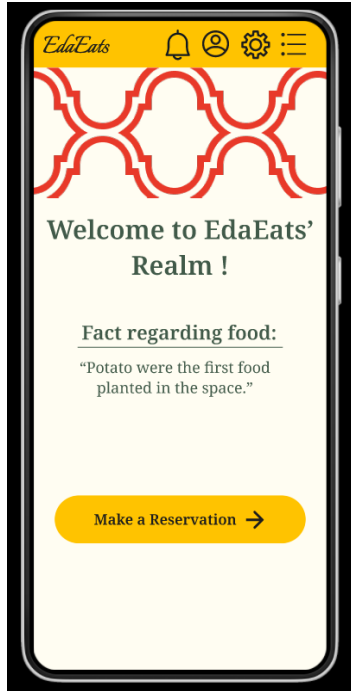 EdaEats
Welcome to EdaEats’
Realm !
Fact regarding food:
“Potato were the first food
planted in the space.”
Make a Reservation